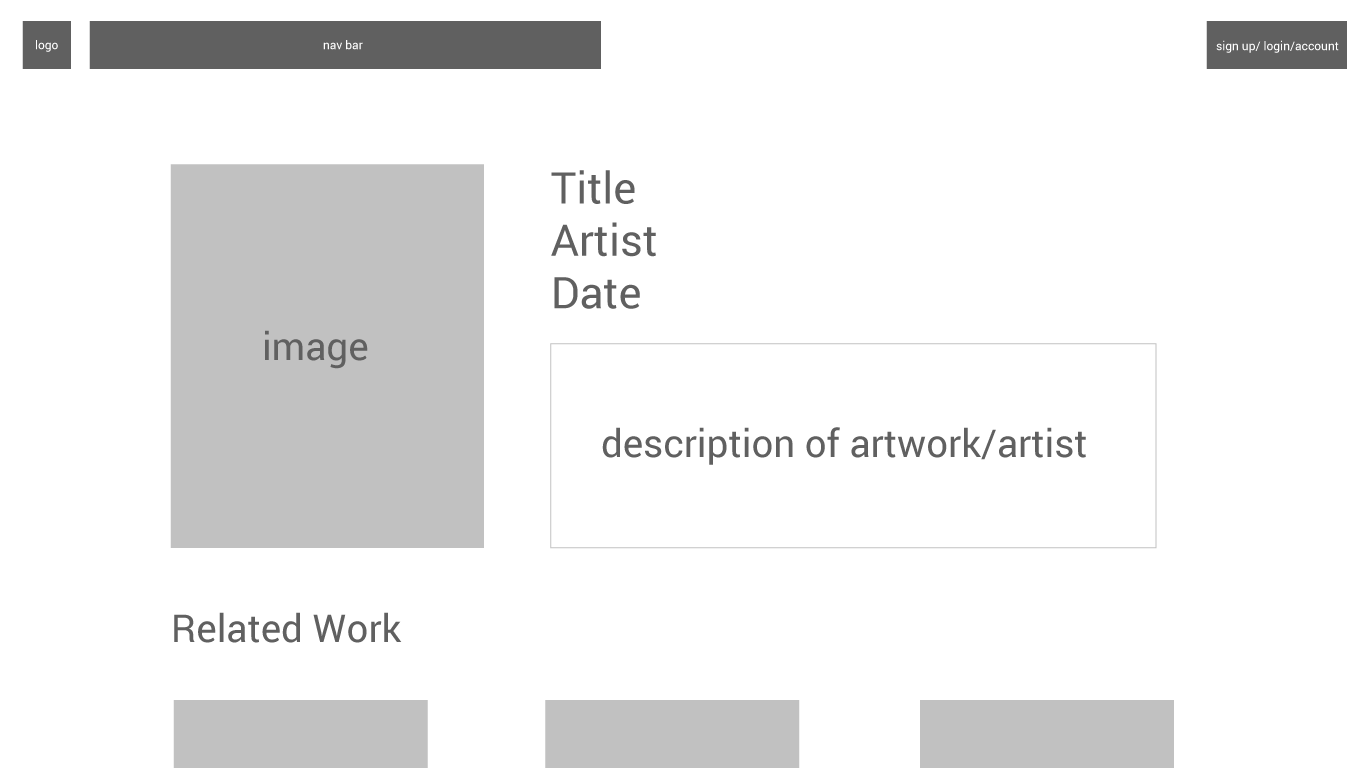 logo
nav bar
sign up/ login/account
Title
Artist
Date
image
description of artwork/artist
Related Work